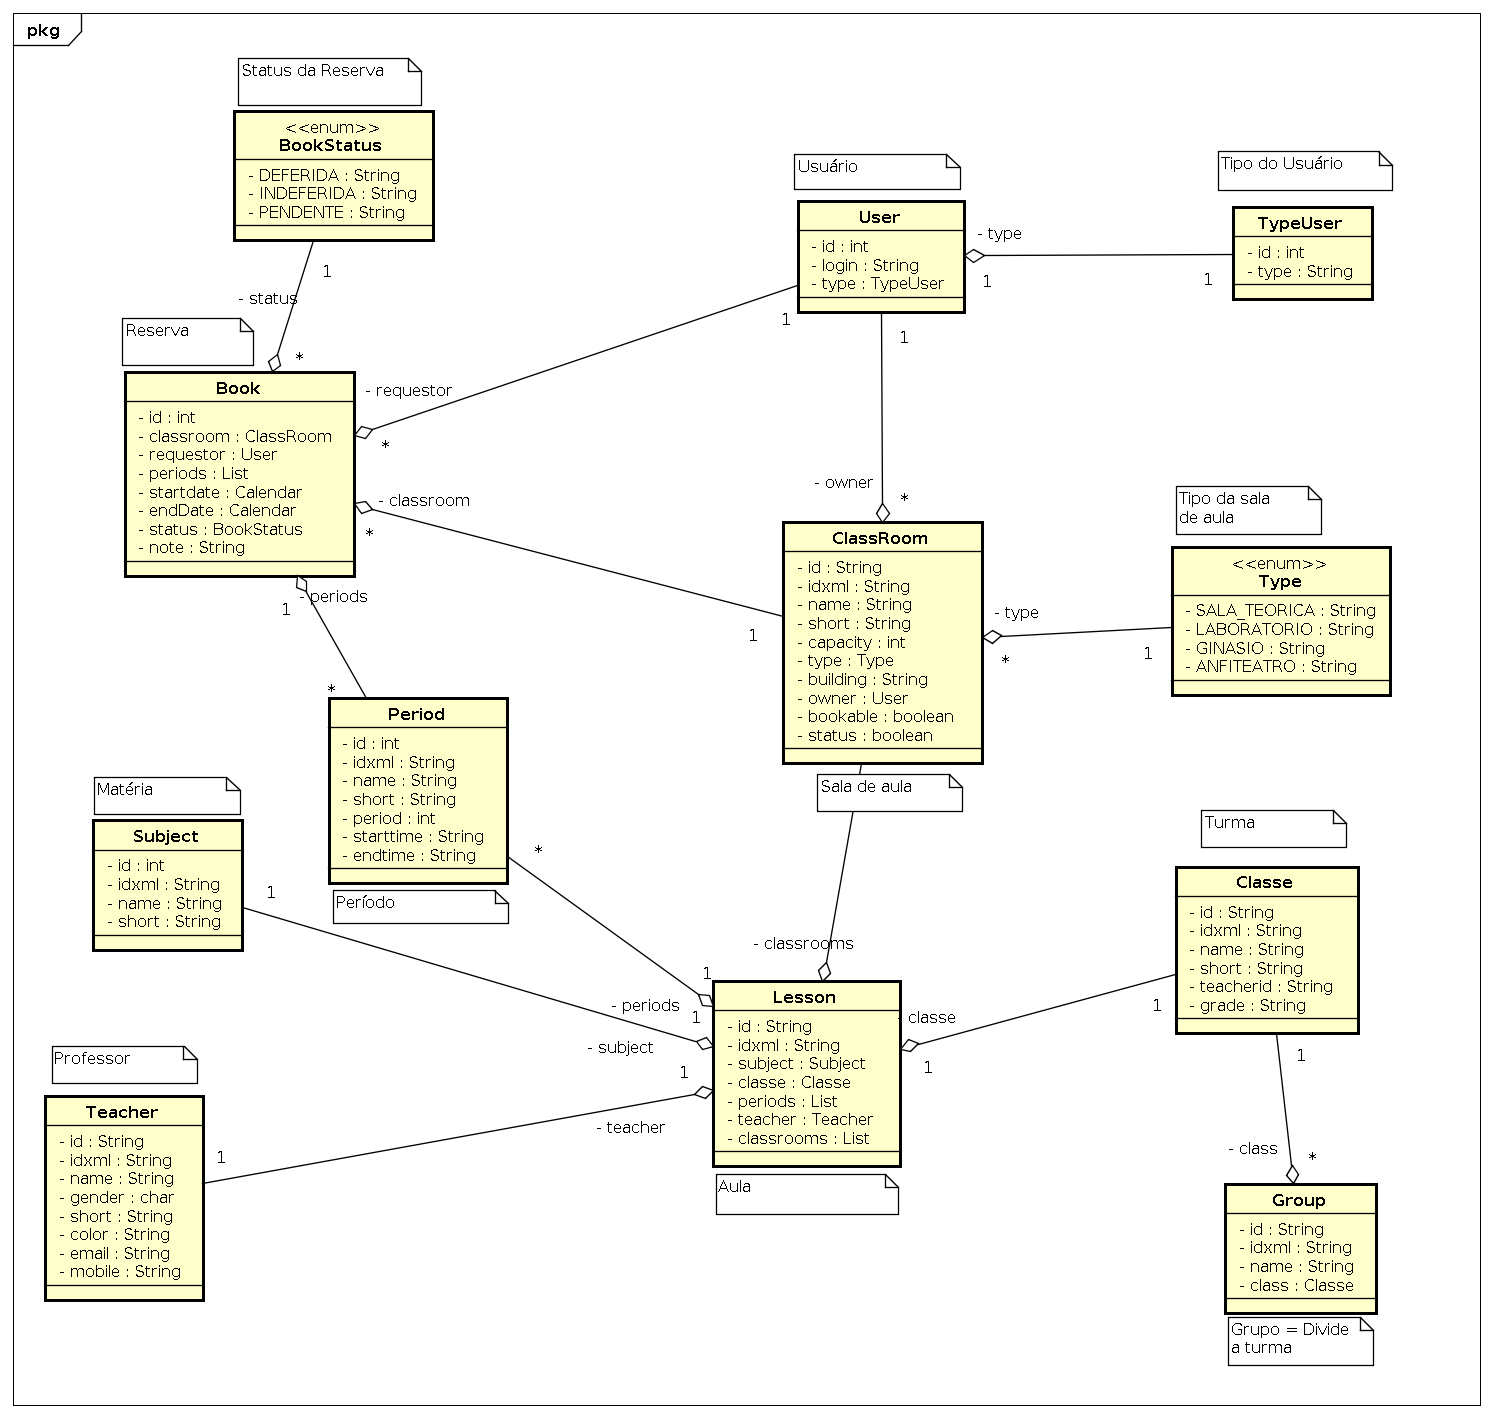 pkg
Status da Reserva
<<enum>>
BookStatus
- DEFERIDA : String
- INDEFERIDA : String
- PENDENTE : String
1
- status
*
Reserva
Book
- id : int
- classroom : ClassRoom
- requestor : User
- periods : List
- startdate : Calendar
- endDate : Calendar
- status : BookStatus
- note : String
- requestor
*
1
- classroom
*
1
1
- periods
*
Usuário
User
- id : int
- login : String
- type : TypeUser
- type
1
1
Tipo do Usuário
TypeUser
- id : int
- type : String
1
- owner
*
ClassRoom
- id : String
- idxml : String
- name : String
- short : String
- capacity : int
- type : Type
- building : String
- owner : User
- bookable : boolean
- status : boolean
Sala de aula
- type
*
1
Tipo da sala
de aula
<<enum>>
Type
- SALA_TEORICA : String
- LABORATORIO : String
- GINASIO : String
- ANFITEATRO : String
Period
- id : int
- idxml : String
- name : String
- short : String
- period : int
- starttime : String
- endtime : String
Período
*
1
- periods
Matéria
Subject
- id : int
- idxml : String
- name : String
- short : String
1
1
- subject
Professor
Teacher
- id : String
- idxml : String
- name : String
- gender : char
- short : String
- color : String
- email : String
- mobile : String
1
1
- teacher
- classrooms
Lesson
- id : String
- idxml : String
- subject : Subject
- classe : Classe
- periods : List
- teacher : Teacher
- classrooms : List
Aula
- classe
1
1
Turma
Classe
- id : String
- idxml : String
- name : String
- short : String
- teacherid : String
- grade : String
1
- class
*
Group
- id : String
- idxml : String
- name : String
- class : Classe
Grupo = Divide
a turma